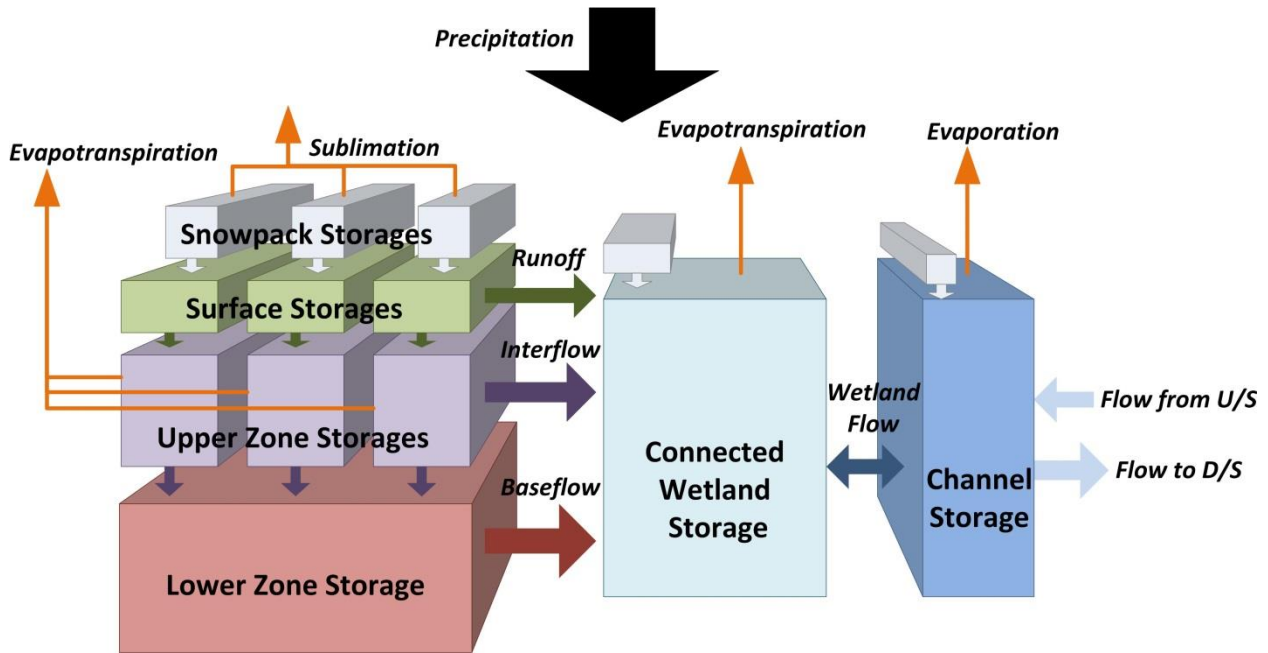 Precipitation
Evapotranspiration
Sublimation
Evapotranspiration
Evaporation
Snowpack Storages
Runoff
Surface Storages
Interflow
Upper Zone Storages
Wetland
Flow
Flow from U/S
Flow to D/S
Baseflow
Connected
Wetland
Storage
Channel
Storage
Lower Zone Storage